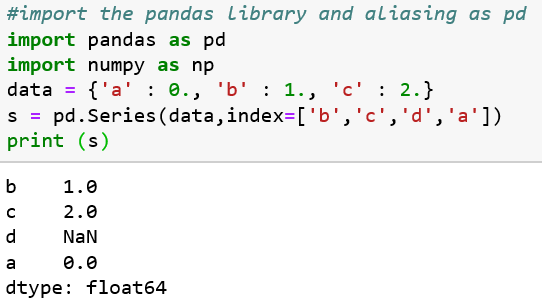 #import the pandas library and aliasing as pd
import pandas as pd
import numpy as np
data = {'a' : 0., 'b' : 1., 'c' : 2.}
s = pd.Series(data,index=['b','c','d','a'])
print (s)
b    1.0
c    2.0
d    NaN
a    0.0
dtype: float64